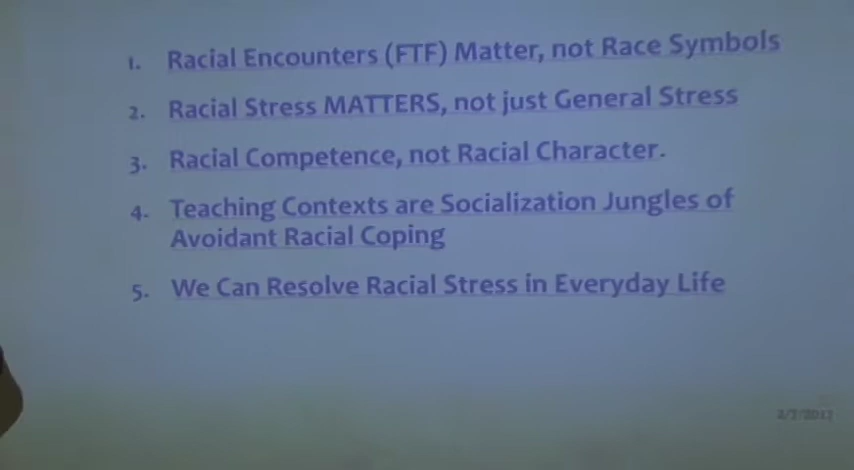 1. Racial Encounters (FTF) Matter, not Race Symbols
2. Racial Stress MATTERS, not just General Stress
3. Racial Competence, not Racial Character.
4. Teaching Contexts are Socialization Jungles of
Avoidant Racial Coping
5. We Can Resolve Racial Stress in Everyday Life